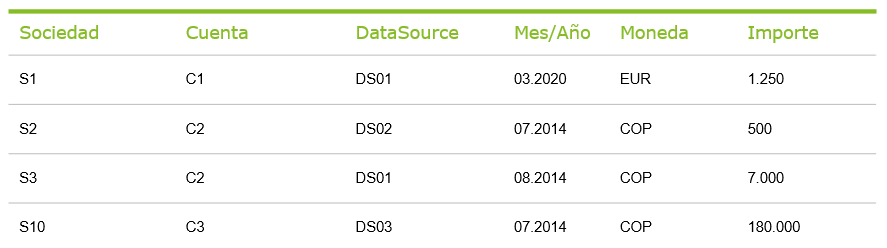 Sociedad Cuenta DataSource Mes/Año Moneda Importe
S1 C1 DS01 03.2020 EUR 1.250
S2 C2 DS02 07.2014 COP 500
S3 C2 DS01 08.2014 COP 7.000
S10 C3 DS03 07.2014 COP 180.000